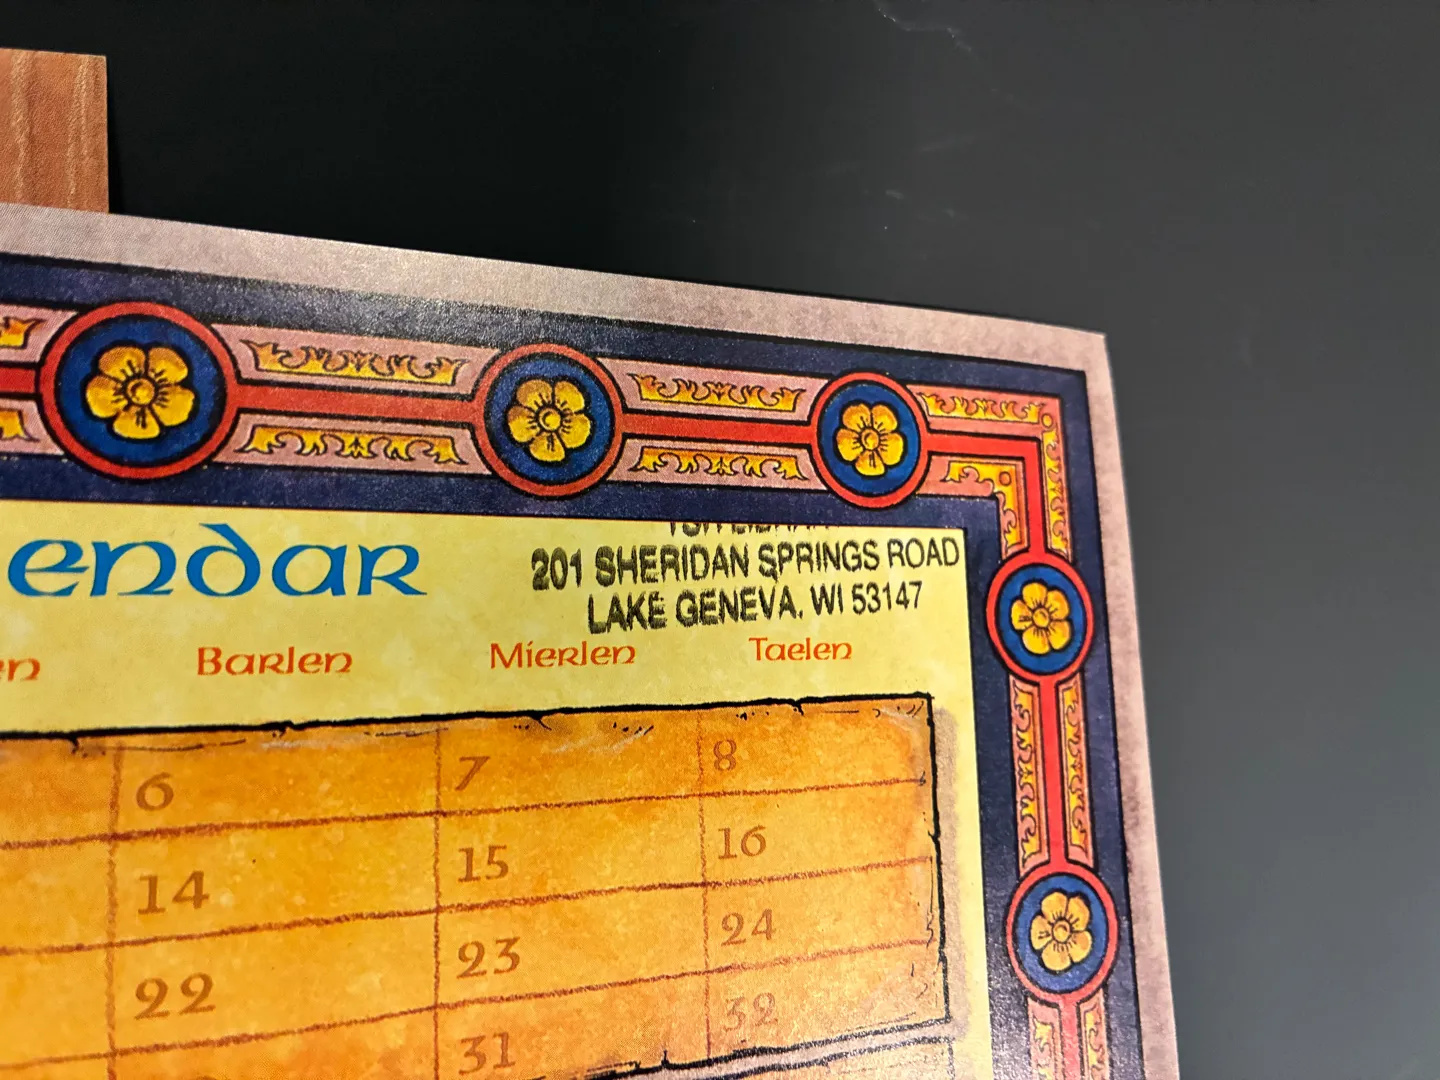 201 SHERIDAN SPRINGS ROAD
LAKE GENEVA, WI 53147
Barlen Mierlen Taelen
6 7 8
14 15 16
22 23 24
31 32